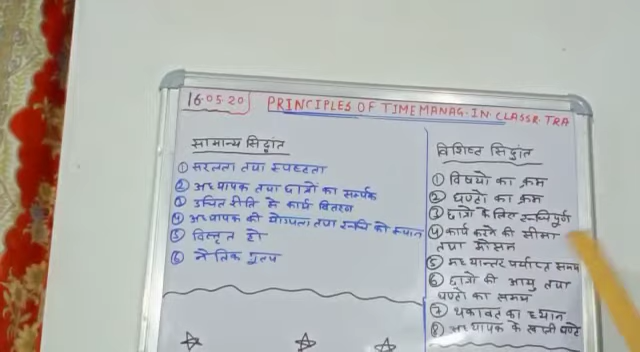 16.05.20
PRINCIPLES OF TIME MANAG. IN. CLASSR. TRA
सामान्य सिद्धांत
① सरलता तथा स्पष्टता
② अध्यापक तथा छात्रों का सम्पर्क
③ उचित रीति से कार्य वितरण
④ अध्यापक की योग्यता तथा रूचि को स्थान
⑤ विस्तृत हो
⑥ नैतिक मूल्य
विशिष्ट सिद्धांत
① विषयो का क्रम
② घण्टो का क्रम
③ छात्रो के लिए रूचिपूर्ण
④ कार्य करने की सीमा
तथा मौसम
⑤ मध्यान्तर पर्याप्त समय
⑥ छात्रो की आयु तथा
घण्टो का समय
⑦ थकावट का ध्यान
⑧ अध्यापक के खाली घण्टे